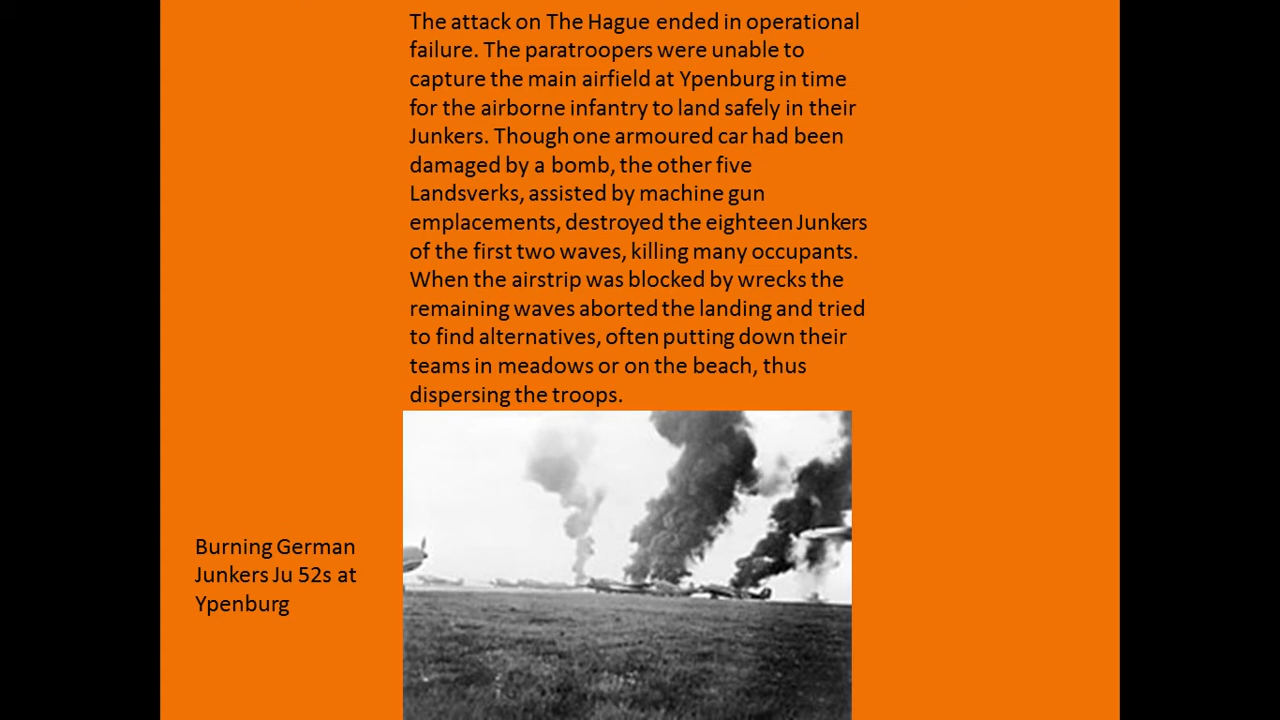 The attack on The Hague ended in operational
failure. The paratroopers were unable to
capture the main airfield at Ypenburg in time
for the airborne infantry to land safely in their
Junkers. Though one armoured car had been
damaged by a bomb, the other five
Landsverks, assisted by machine gun
emplacements, destroyed the eighteen Junkers
of the first two waves, killing many occupants.
When the airstrip was blocked by wrecks the
remaining waves aborted the landing and tried
to find alternatives, often putting down their
teams in meadows or on the beach, thus
dispersing the troops.
Burning German
Junkers Ju 52s at
Ypenburg